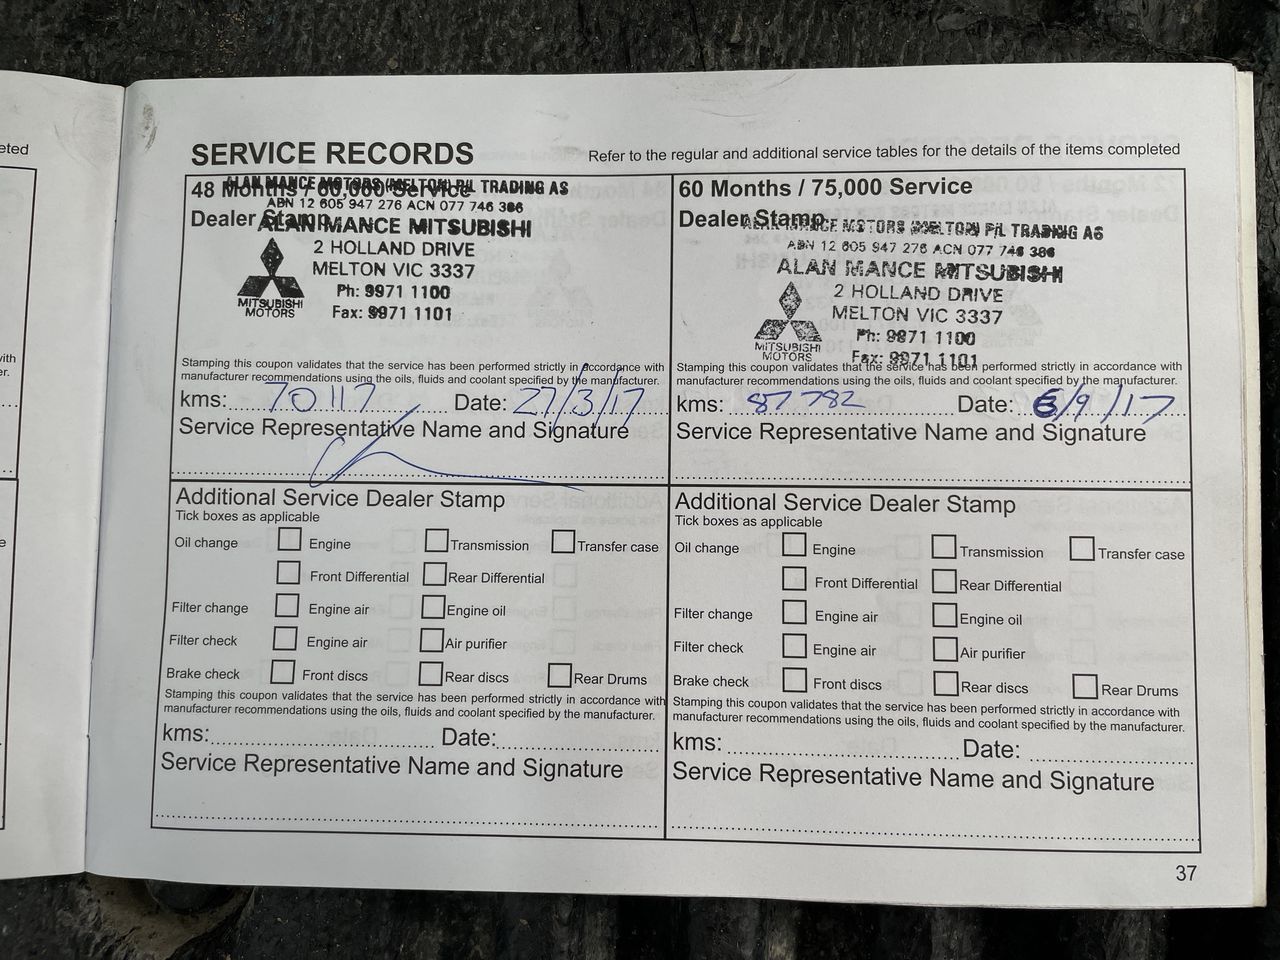 eted
with
er.
e
SERVICE RECORDS
Refer to the regular and additional service tables for the details of the items completed
48 Months / 60,000 Service
Dealer Stamp
ALAN MANCE MOTORS (MELTON) P/L TRADING AS
ABN 12 605 947 276 ACN 077 746 386
ALAN MANCE MITSUBISHI
2 HOLLAND DRIVE
MELTON VIC 3337
Ph: 9971 1100
Fax: 9971 1101
MITSUBISHI
MOTORS
Stamping this coupon validates that the service has been performed strictly in accordance with
manufacturer recommendations using the oils, fluids and coolant specified by the manufacturer.
kms: 70117 Date: 27/3/17
Service Representative Name and Signature
60 Months / 75,000 Service
Dealer Stamp
ALAN MANCE MOTORS (MELTON) P/L TRADING AS
ABN 12 605 947 276 ACN 077 746 386
ALAN MANCE MITSUBISHI
2 HOLLAND DRIVE
MELTON VIC 3337
Ph: 9971 1100
Fax: 9971 1101
MITSUBISHI
MOTORS
Stamping this coupon validates that the service has been performed strictly in accordance with
manufacturer recommendations using the oils, fluids and coolant specified by the manufacturer.
kms: 87782 Date: 6/9/17
Service Representative Name and Signature
Additional Service Dealer Stamp
Tick boxes as applicable
Oil change Engine Transmission Transfer case
Front Differential Rear Differential
Filter change Engine air Engine oil
Filter check Engine air Air purifier
Brake check Front discs Rear discs Rear Drums
Stamping this coupon validates that the service has been performed strictly in accordance with
manufacturer recommendations using the oils, fluids and coolant specified by the manufacturer.
kms: Date:
Service Representative Name and Signature
Additional Service Dealer Stamp
Tick boxes as applicable
Oil change Engine Transmission Transfer case
Front Differential Rear Differential
Filter change Engine air Engine oil
Filter check Engine air Air purifier
Brake check Front discs Rear discs Rear Drums
Stamping this coupon validates that the service has been performed strictly in accordance with
manufacturer recommendations using the oils, fluids and coolant specified by the manufacturer.
kms: Date:
Service Representative Name and Signature
37